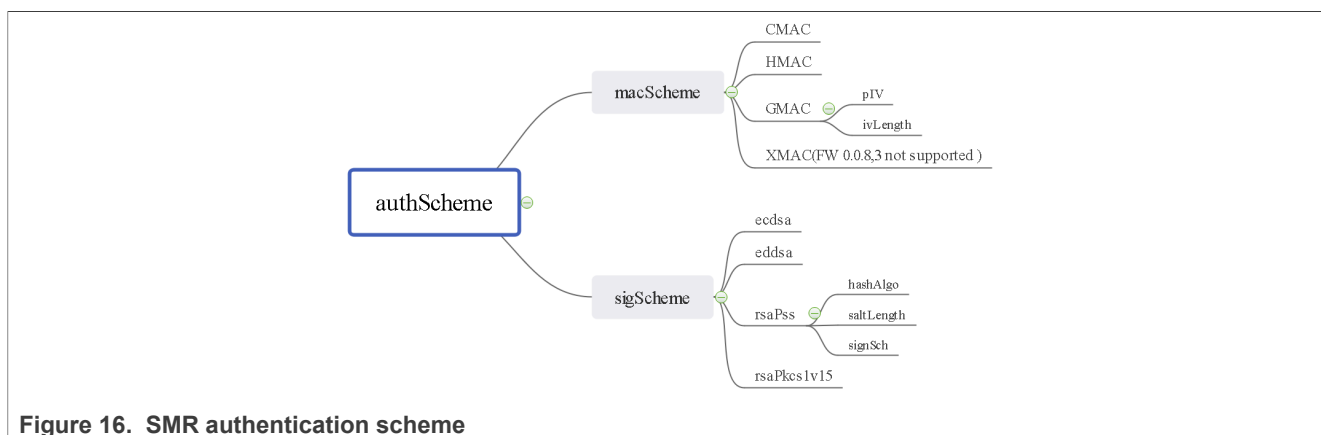 CMAC
HMAC
macScheme
GMAC
pIV
ivLength
XMAC(FW 0.0.8,3 not supported )
authScheme
ecdsa
eddsa
sigScheme
rsaPss
hashAlgo
saltLength
signSch
rsaPkcs1v15
Figure 16. SMR authentication scheme